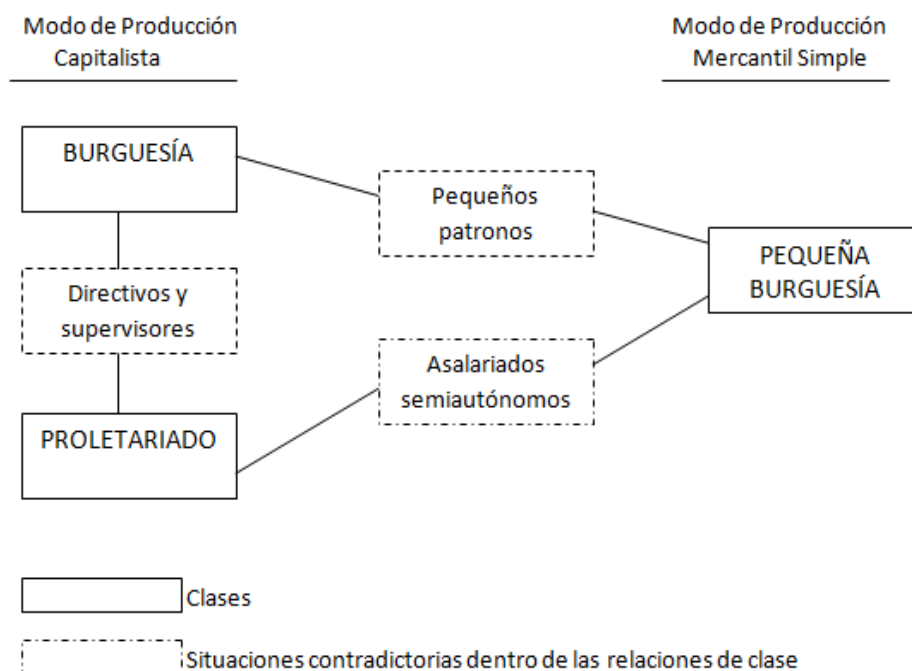 Modo de Producción
Capitalista
Modo de Producción
Mercantil Simple
BURGUESÍA
Pequeños
patronos
PEQUEÑA
BURGUESÍA
Directivos y
supervisores
Asalariados
semiautónomos
PROLETARIADO
Clases
Situaciones contradictorias dentro de las relaciones de clase